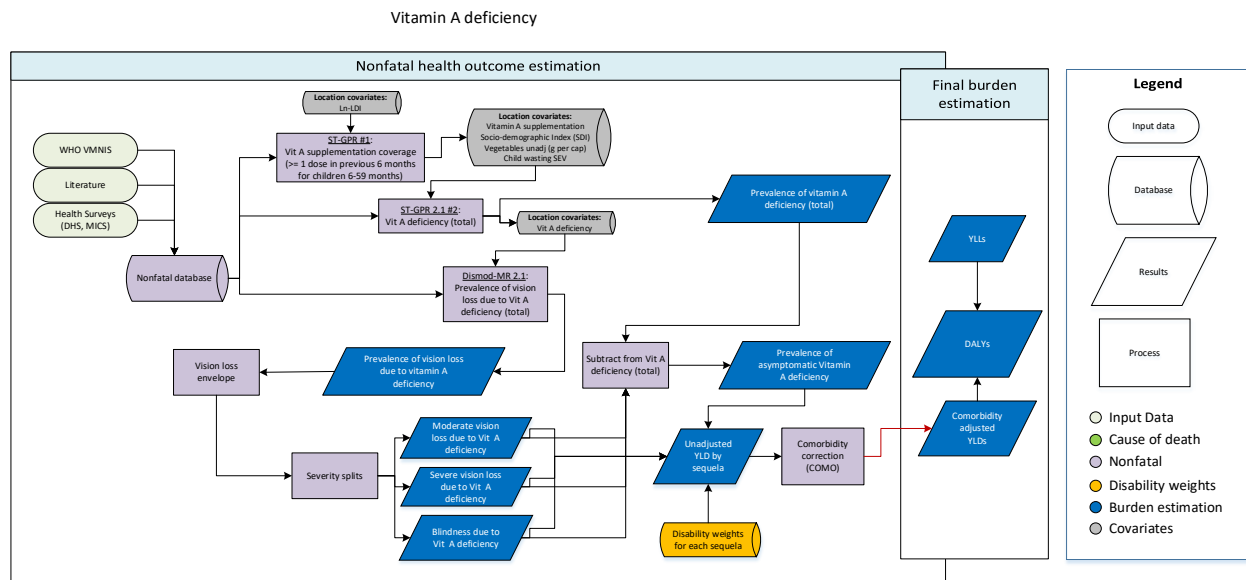 Vitamin A deficiency
Nonfatal health outcome estimation
Final burden
estimation
Legend
Location covariates:
Ln-LDI
ST-GPR #1:
Vit A supplementation coverage
(>= 1 dose in previous 6 months
for children 6-59 months)
Location covariates:
Vitamin A supplementation
Socio-demographic Index (SDI)
Vegetables unadj (g per cap)
Child wasting SEV
WHO VMNIS
Literature
Health Surveys
(DHS, MICS)
Nonfatal database
ST-GPR 2.1 #2:
Vit A deficiency (total)
Location covariates:
Vit A deficiency
Prevalence of vitamin A
deficiency (total)
Dismod-MR 2.1:
Prevalence of vision
loss due to Vit A
deficiency (total)
Vision loss
envelope
Prevalence of vision loss
due to vitamin A
deficiency
Subtract from Vit A
deficiency (total)
Prevalence of
asymptomatic Vitamin
A deficiency
Severity splits
Moderate vision
loss due to Vit A
deficiency
Severe vision loss
due to Vit A
deficiency
Blindness due to
Vit A deficiency
Unadjusted
YLD by
sequela
Comorbidity
correction
(COMO)
Disability weights
for each sequela
YLLs
DALYs
Comorbidity
adjusted
YLDs
Input data
Database
Results
Process
Input Data
Cause of death
Nonfatal
Disability weights
Burden estimation
Covariates